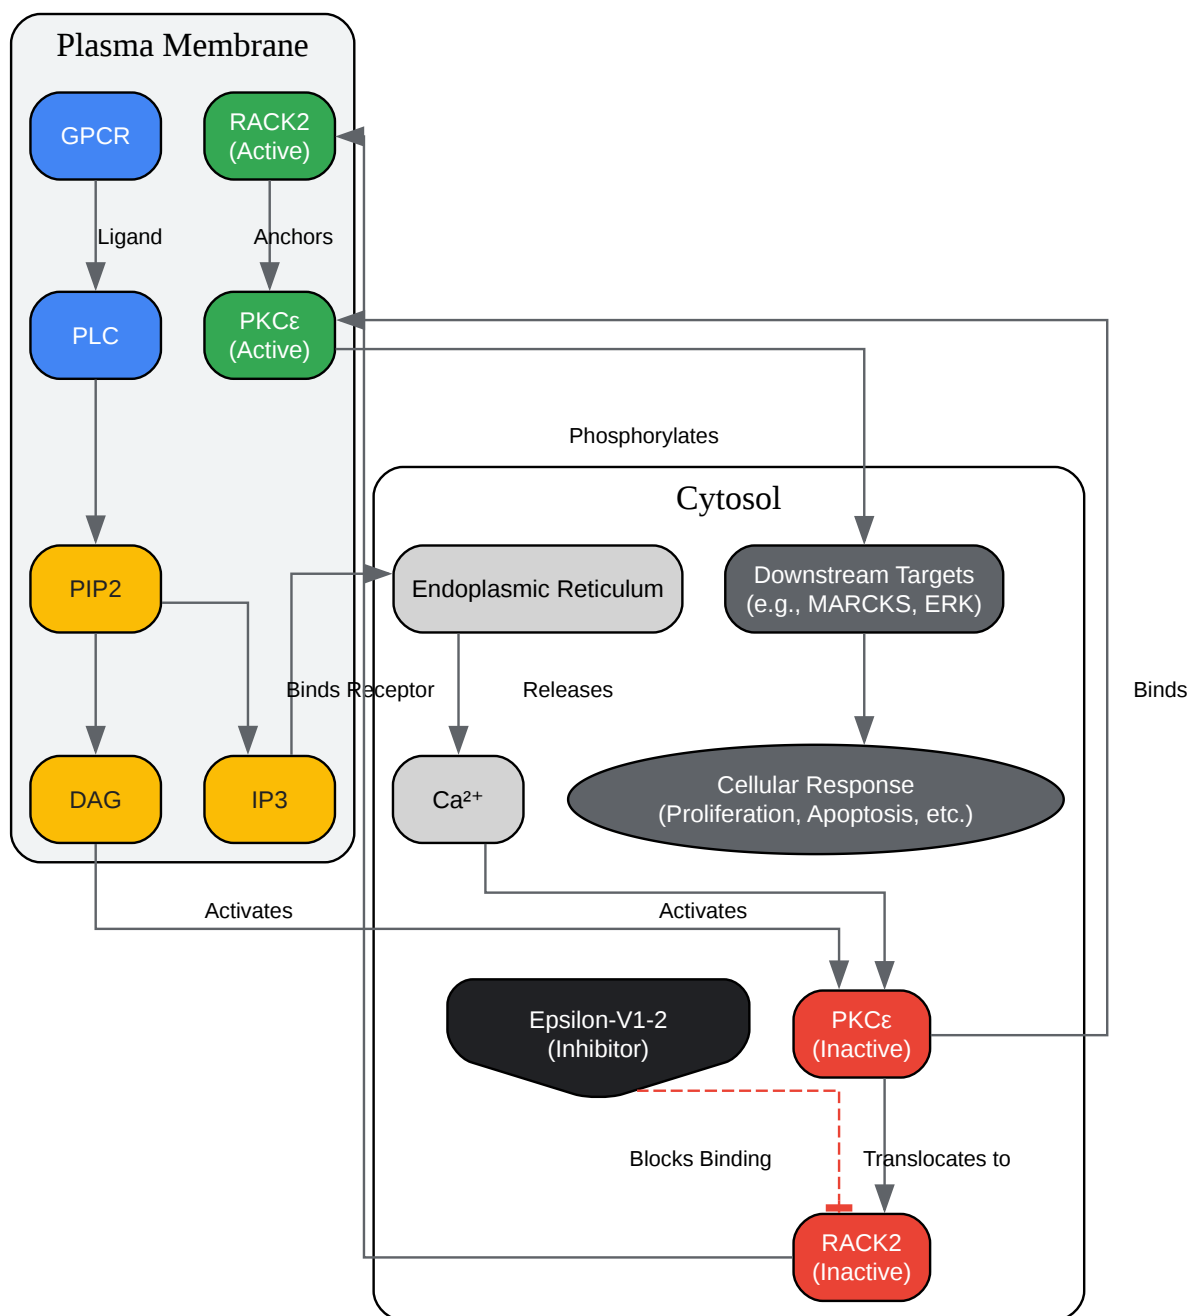 Plasma Membrane
GPCR
RACK2
(Active)
Ligand
Anchors
PLC
PKCε
(Active)
Phosphorylates
Cytosol
PIP2
Endoplasmic Reticulum
Downstream Targets
(e.g., MARCKS, ERK)
Binds Receptor
Releases
Binds
DAG
IP3
Ca²⁺
Cellular Response
(Proliferation, Apoptosis, etc.)
Activates
Activates
Epsilon-V1-2
(Inhibitor)
PKCε
(Inactive)
Blocks Binding
Translocates to
RACK2
(Inactive)